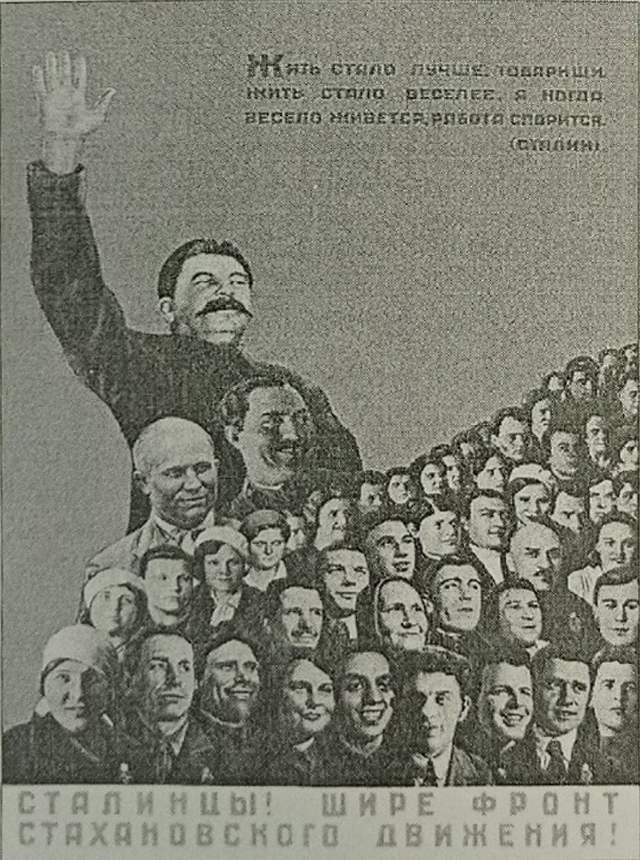 Жить стало лучше, товарищи.
Жить стало веселее. А когда
весело живется, работа спорится.
(Сталин).
СТАЛИНЦЫ! ШИРЕ ФРОНТ
СТАХАНОВСКОГО ДВИЖЕНИЯ!